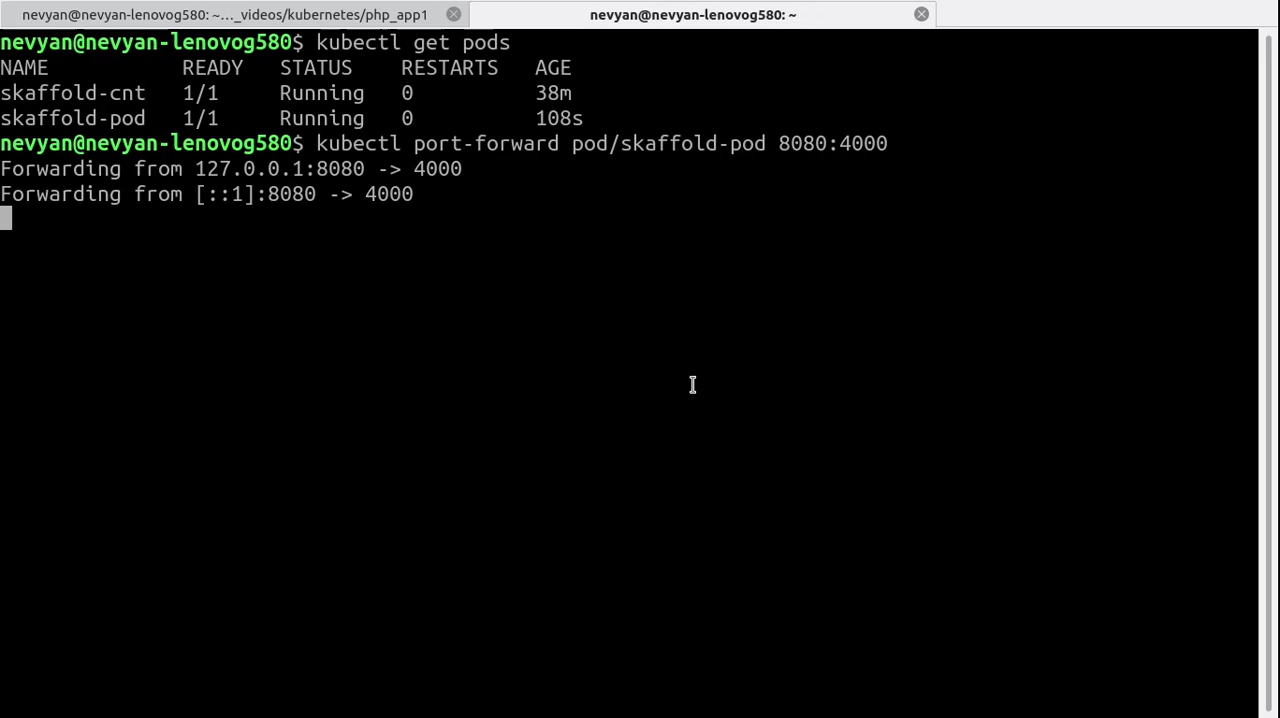 nevyan@nevyan-lenovog580: ~..._videos/kubernetes/php_app1
nevyan@nevyan-lenovog580: ~
nevyan@nevyan-lenovog580$ kubectl get pods
NAME READY STATUS RESTARTS AGE
skaffold-cnt 1/1 Running 0 38m
skaffold-pod 1/1 Running 0 108s
nevyan@nevyan-lenovog580$ kubectl port-forward pod/skaffold-pod 8080:4000
Forwarding from 127.0.0.1:8080 -> 4000
Forwarding from [::1]:8080 -> 4000